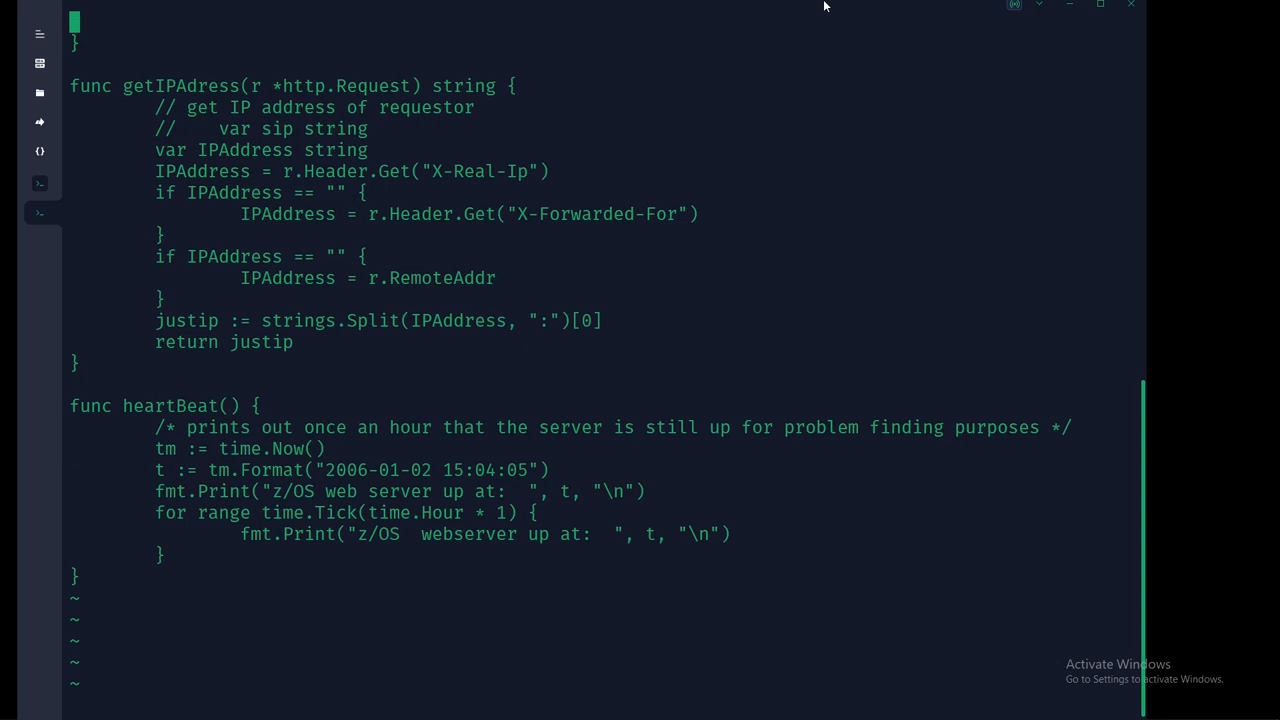 }
func getIPAdress(r *http.Request) string {
// get IP address of requestor
//    var sip string
var IPAddress string
IPAddress = r.Header.Get("X-Real-Ip")
if IPAddress == "" {
IPAddress = r.Header.Get("X-Forwarded-For")
}
if IPAddress == "" {
IPAddress = r.RemoteAddr
}
justip := strings.Split(IPAddress, ":")[0]
return justip
}
func heartBeat() {
/* prints out once an hour that the server is still up for problem finding purposes */
tm := time.Now()
t := tm.Format("2006-01-02 15:04:05")
fmt.Print("z/OS web server up at:  ", t, "\n")
for range time.Tick(time.Hour * 1) {
fmt.Print("z/OS  webserver up at:  ", t, "\n")
}
}
~
~
~
~
~
Activate Windows
Go to Settings to activate Windows.